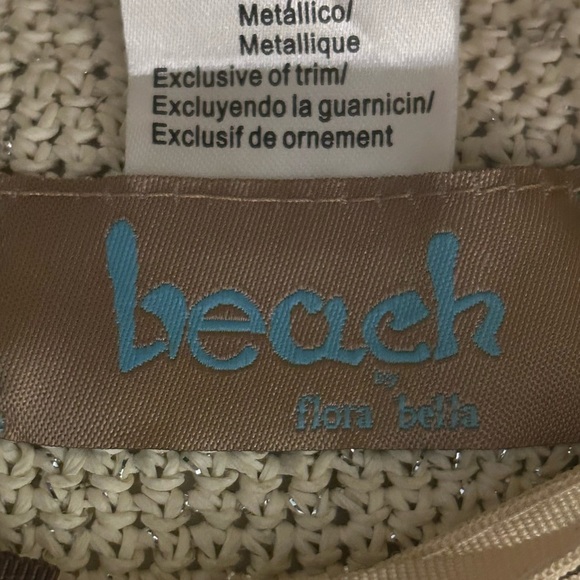 Metállico/
Metallique
Exclusive of trim/
Excluyendo la guarnicin/
Exclusif de ornement
beach
by
flora bella